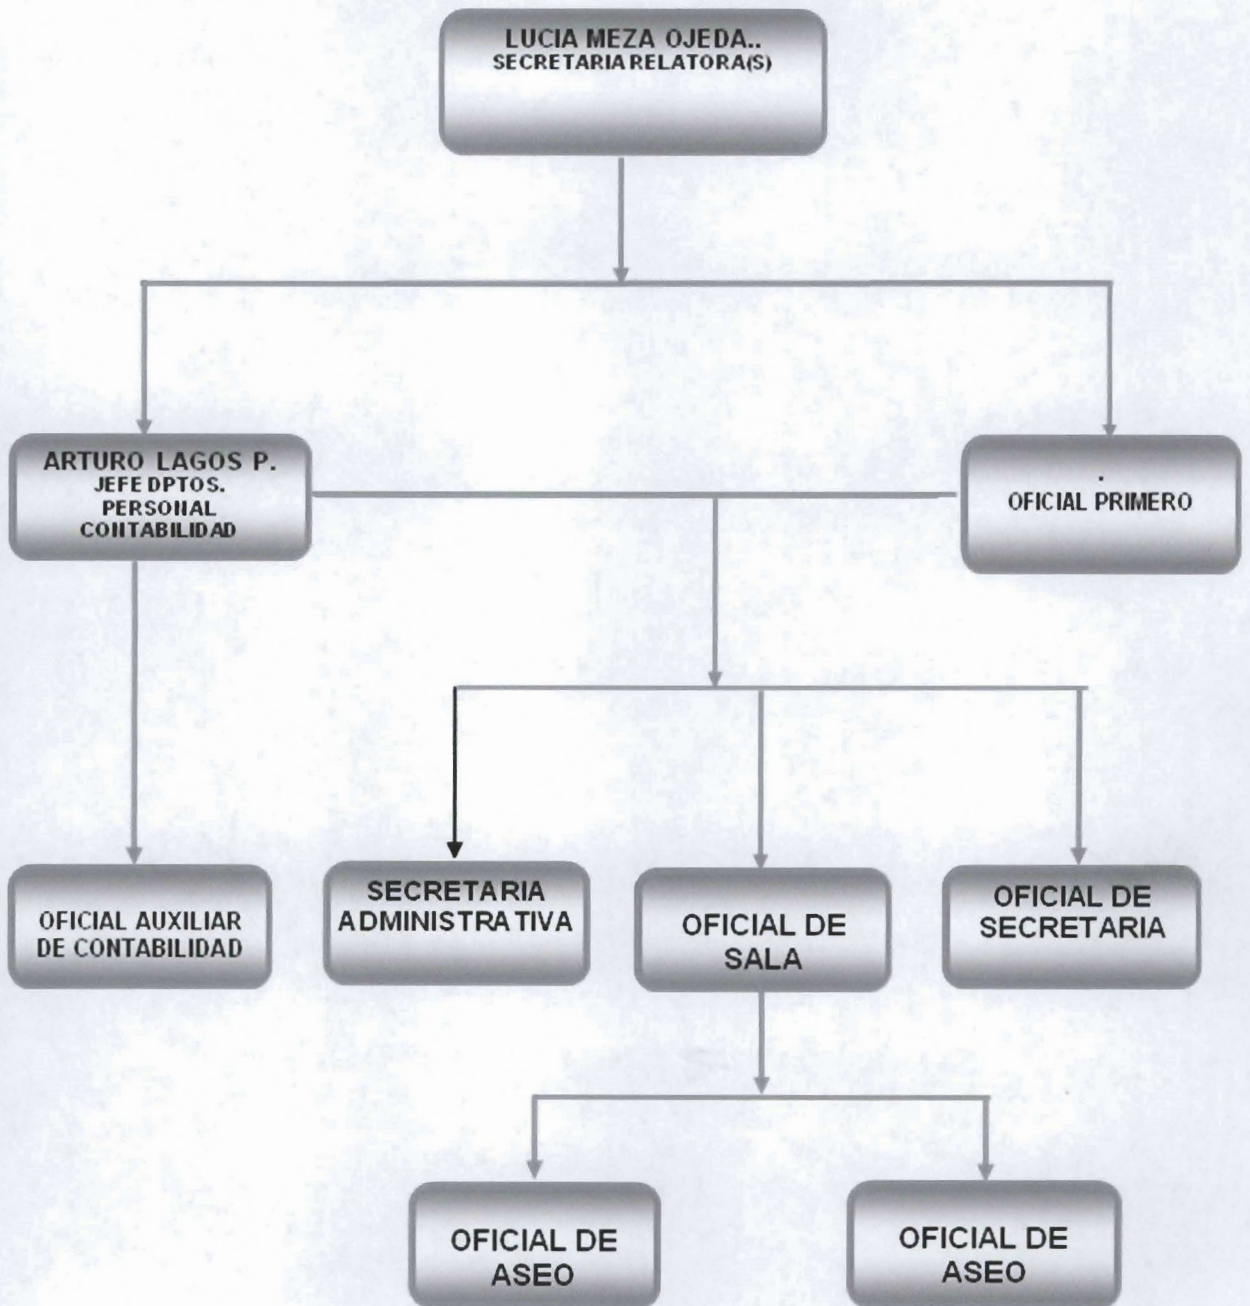 LUCIA MEZA OJEDA..
SECRETARIA RELATORA(S)
ARTURO LAGOS P.
JEFE DPTOS.
PERSONAL
CONTABILIDAD
.
OFICIAL PRIMERO
OFICIAL AUXILIAR
DE CONTABILIDAD
SECRETARIA
ADMINISTRATIVA
OFICIAL DE
SALA
OFICIAL DE
SECRETARIA
OFICIAL DE
ASEO
OFICIAL DE
ASEO